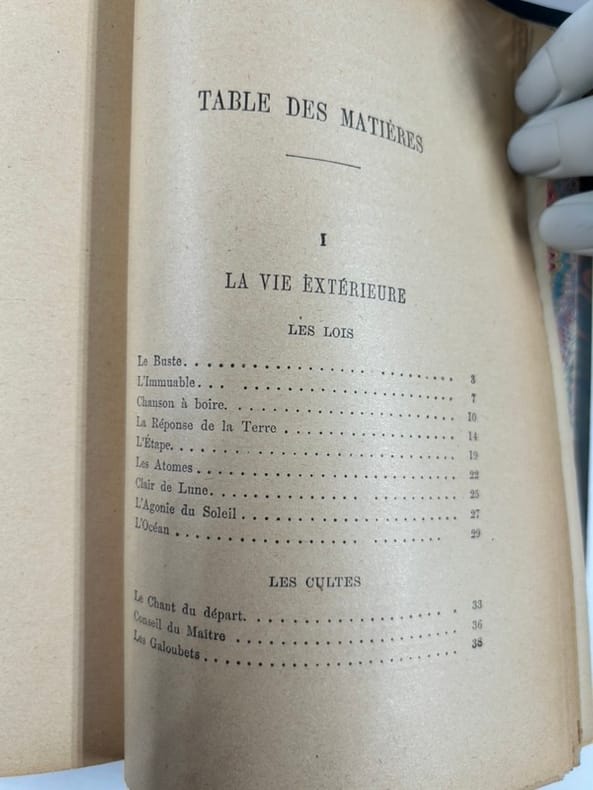 TABLE DES MATIÈRES
I
LA VIE EXTÉRIEURE
LES LOIS
Le Buste. 3
L'Immuable. 7
Chanson à boire. 10
La Réponse de la Terre 14
L'Étape. 19
Les Atomes 22
Clair de Lune. 25
L'Agonie du Soleil 27
L'Océan 29
LES CULTES
Le Chant du départ. 33
Conseil du Maître 36
Les Galoubets 38